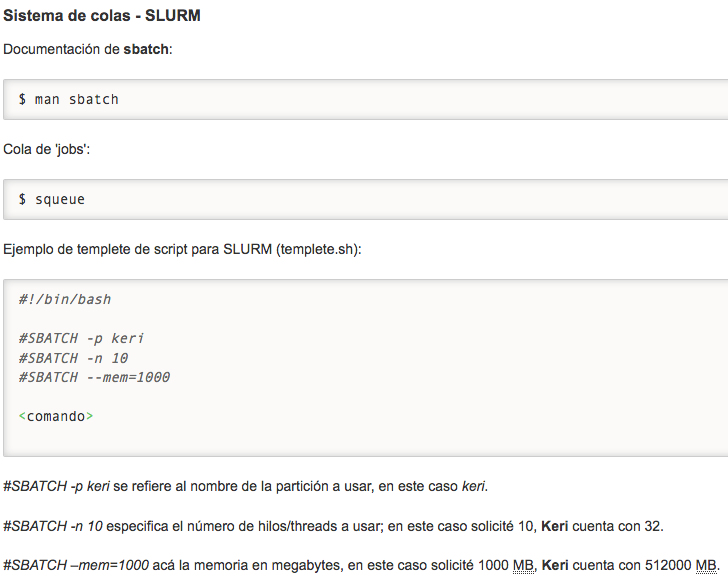 Sistema de colas - SLURM
Documentación de sbatch:
$ man sbatch
Cola de 'jobs':
$ squeue
Ejemplo de templete de script para SLURM (templete.sh):
#!/bin/bash
#SBATCH -p keri
#SBATCH -n 10
#SBATCH --mem=1000
<comando>
#SBATCH -p keri se refiere al nombre de la partición a usar, en este caso keri.
#SBATCH -n 10 especifica el número de hilos/threads a usar; en este caso solicité 10, Keri cuenta con 32.
#SBATCH –mem=1000 acá la memoria en megabytes, en este caso solicité 1000 MB, Keri cuenta con 512000 MB.